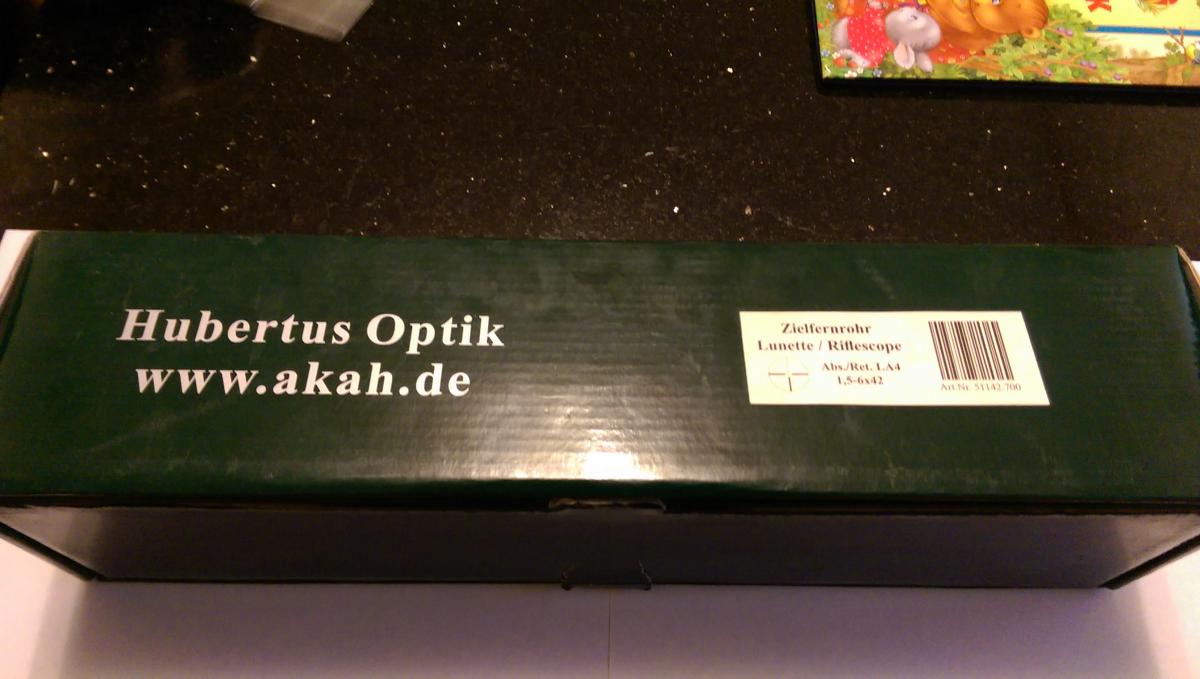 Hubertus Optik
www.akah.de
Zielfernrohr
Lunette / Riflescope
Abs./Ret. LA4
1,5-6x42
Art.Nr. 51142 700
K